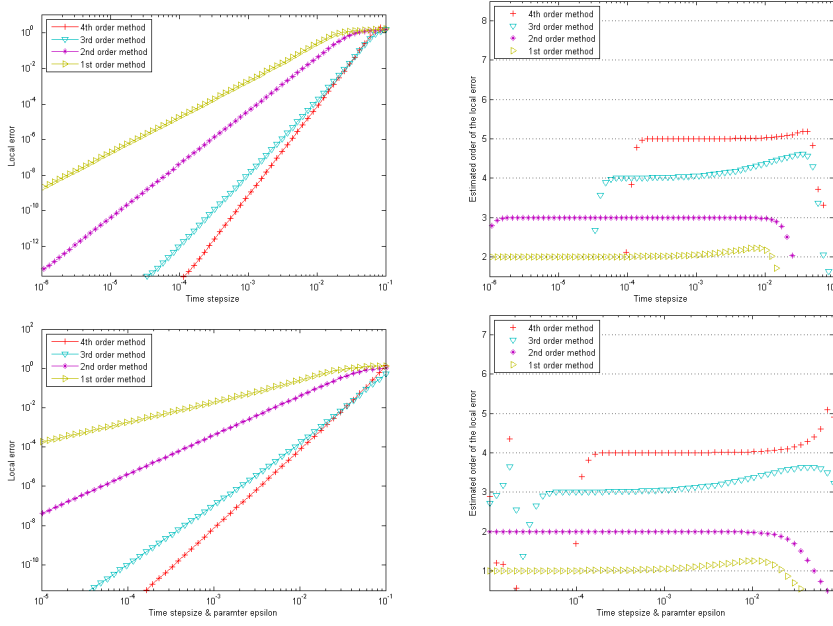 4th order method
3rd order method
2nd order method
1st order method
10^2
10^0
10^-2
10^-4
10^-6
10^-8
10^-10
10^-12
Local error
10^-6
10^-5
10^-4
10^-3
10^-2
10^-1
Time stepsize
4th order method
3rd order method
2nd order method
1st order method
8
7
6
5
4
3
2
Estimated order of the local error
10^-6
10^-5
10^-4
10^-3
10^-2
10
Time stepsize
4th order method
3rd order method
2nd order method
1st order method
10^2
10^0
10^-2
10^-4
10^-6
10^-8
10^-10
Local error
10^-5
10^-4
10^-3
10^-2
10^-1
Time stepsize & paramter epsilon
4th order method
3rd order method
2nd order method
1st order method
7
6
5
4
3
2
1
Estimated order of the local error
10^-4
10^-3
10^-2
10
Time stepsize & paramter epsilon